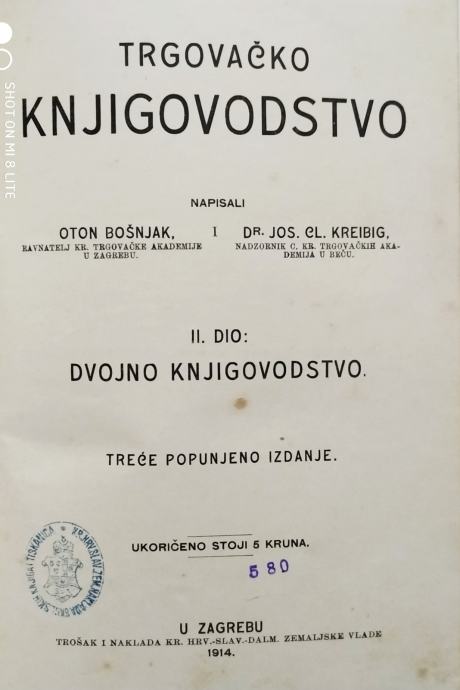 TRGOVAČKO
KNJIGOVODSTVO
NAPISALI
OTON BOŠNJAK, I DR. JOS. CL. KREIBIG,
RAVNATELJ KR. TRGOVAČKE AKADEMIJE
U ZAGREBU.
NADZORNIK C. KR. TRGOVAČKIH AKA-
DEMIJA U BEČU.
II. DIO:
DVOJNO KNJIGOVODSTVO.
TREĆE POPUNJENO IZDANJE.
UKORIČENO STOJI 5 KRUNA.
580
U ZAGREBU
TROŠAK I NAKLADA KR. HRV.-SLAV.-DALM. ZEMALJSKE VLADE
1914.
SHOT ON MI 8 LITE